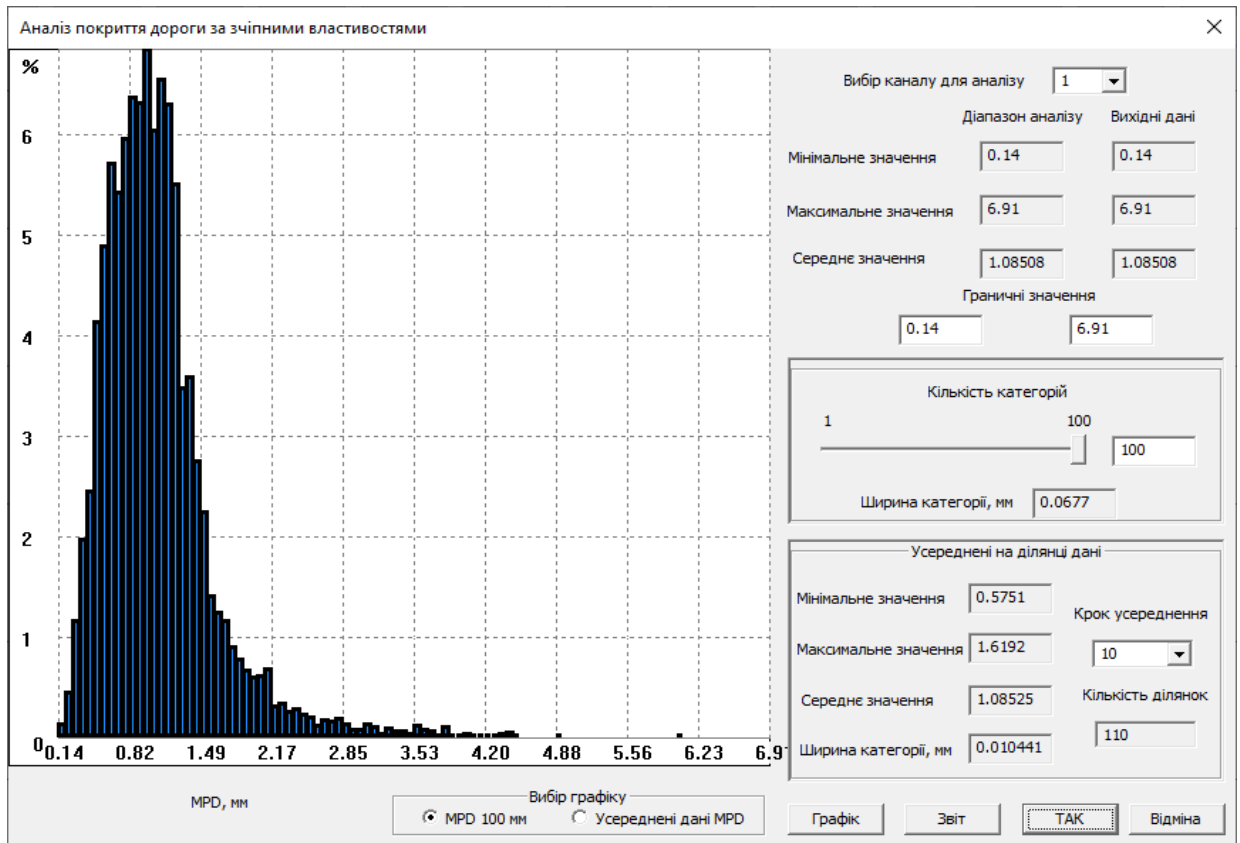 Аналіз покриття дороги за зчіпними властивостями
%
6
5
4
3
2
1
0
0.14 0.82 1.49 2.17 2.85 3.53 4.20 4.88 5.56 6.23 6.91
MPD, мм
Вибір графіку
MPD 100 мм Усереднені дані MPD
Вибір каналу для аналізу 1
Діапазон аналізу Вихідні дані
Мінімальне значення 0.14 0.14
Максимальне значення 6.91 6.91
Середнє значення 1.08508 1.08508
Граничні значення
0.14 6.91
Кількість категорій
1 100
100
Ширина категорії, мм 0.0677
Усереднені на ділянці дані
Мінімальне значення 0.5751
Крок усереднення
Максимальне значення 1.6192
10
Середнє значення 1.08525
Кількість ділянок
110
Ширина категорії, мм 0.010441
Графік Звіт ТАК Відміна